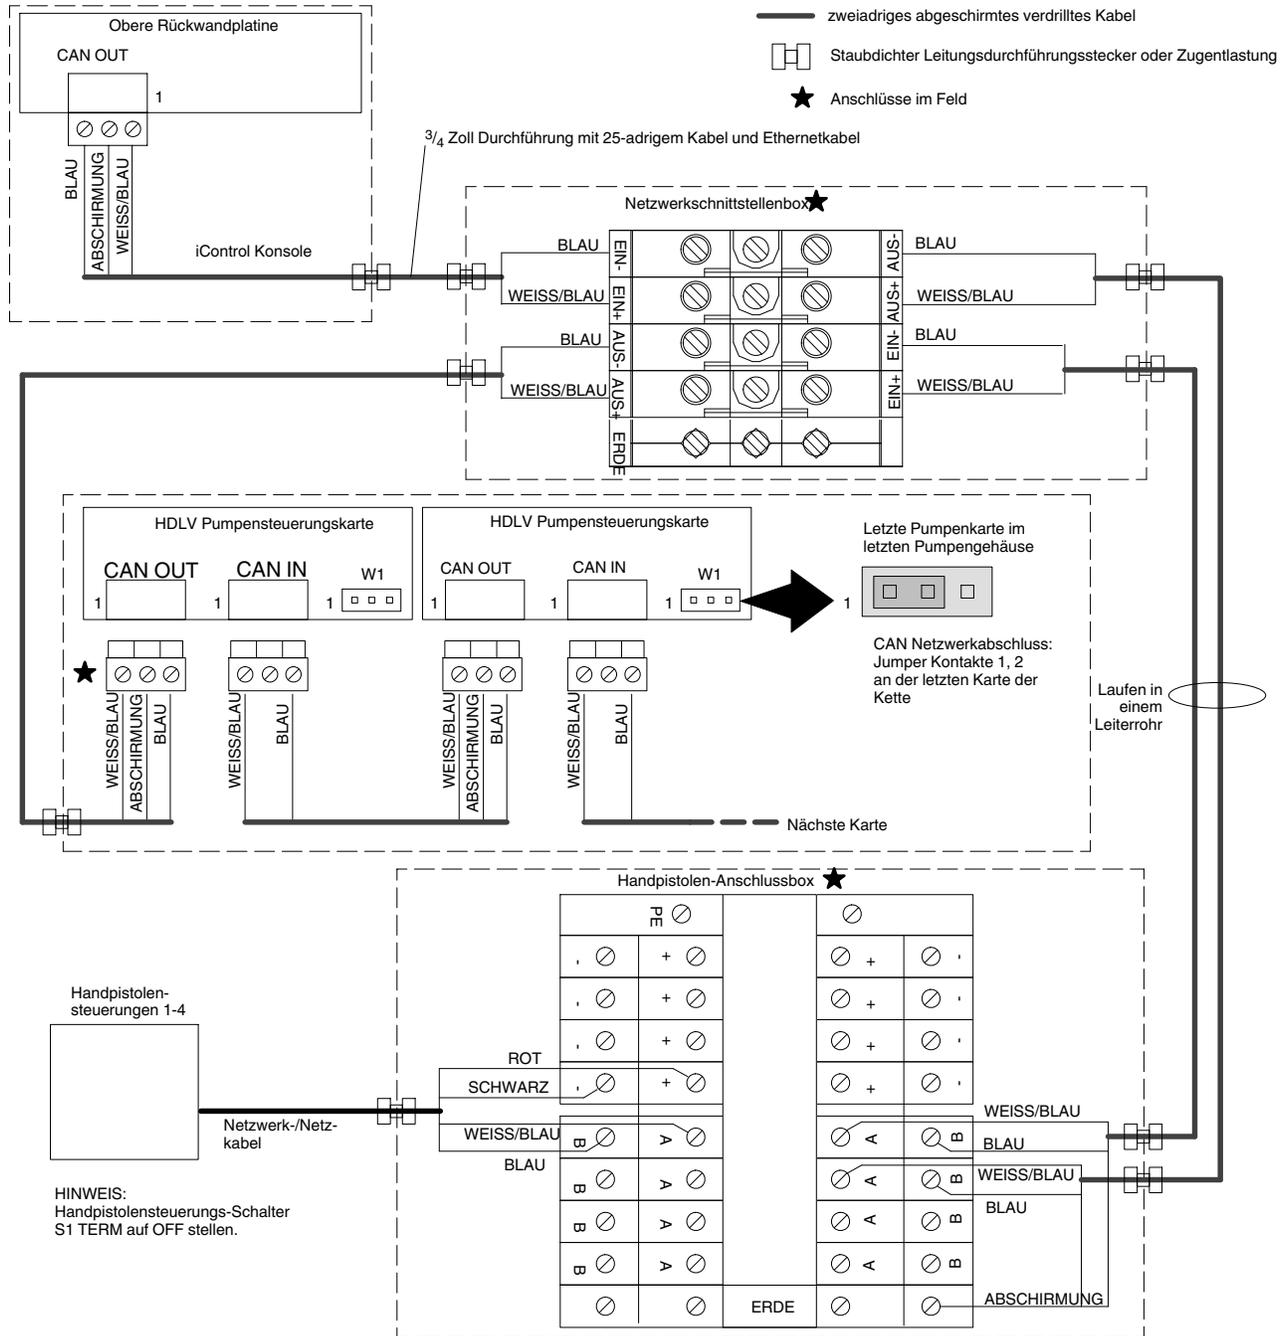 Obere Rückwandplatine
CAN OUT
1
BLAU
ABSCHIRMUNG
WEISS/BLAU
iControl Konsole
zweiadriges abgeschirmtes verdrilltes Kabel
Staubdichter Leitungsdurchführungsstecker oder Zugentlastung
Anschlüsse im Feld
3/4 Zoll Durchführung mit 25-adrigem Kabel und Ethernetkabel
Netzwerkschnittstellenbox
BLAU
EIN-
AUS-
BLAU
WEISS/BLAU
EIN+
AUS+
WEISS/BLAU
BLAU
AUS-
EIN-
BLAU
WEISS/BLAU
AUS+
EIN+
WEISS/BLAU
ERDE
HDLV Pumpensteuerungskarte
CAN OUT
CAN IN
W1
1
1
1
HDLV Pumpensteuerungskarte
CAN OUT
CAN IN
W1
1
1
1
Letzte Pumpenkarte im
letzten Pumpengehäuse
1
CAN Netzwerkabschluss:
Jumper Kontakte 1, 2
an der letzten Karte der
Kette
WEISS/BLAU
ABSCHIRMUNG
BLAU
WEISS/BLAU
BLAU
WEISS/BLAU
ABSCHIRMUNG
BLAU
WEISS/BLAU
BLAU
Nächste Karte
Laufen in
einem
Leiterrohr
Handpistolen-Anschlussbox
PE
- + + -
- + + -
- + + -
- + + -
B A A B
B A A B
B A A B
B A A B
ERDE
Handpistolen-
steuerungen 1-4
Netzwerk-/Netz-
kabel
ROT
SCHWARZ
WEISS/BLAU
BLAU
WEISS/BLAU
BLAU
WEISS/BLAU
BLAU
ABSCHIRMUNG
HINWEIS:
Handpistolensteuerungs-Schalter
S1 TERM auf OFF stellen.